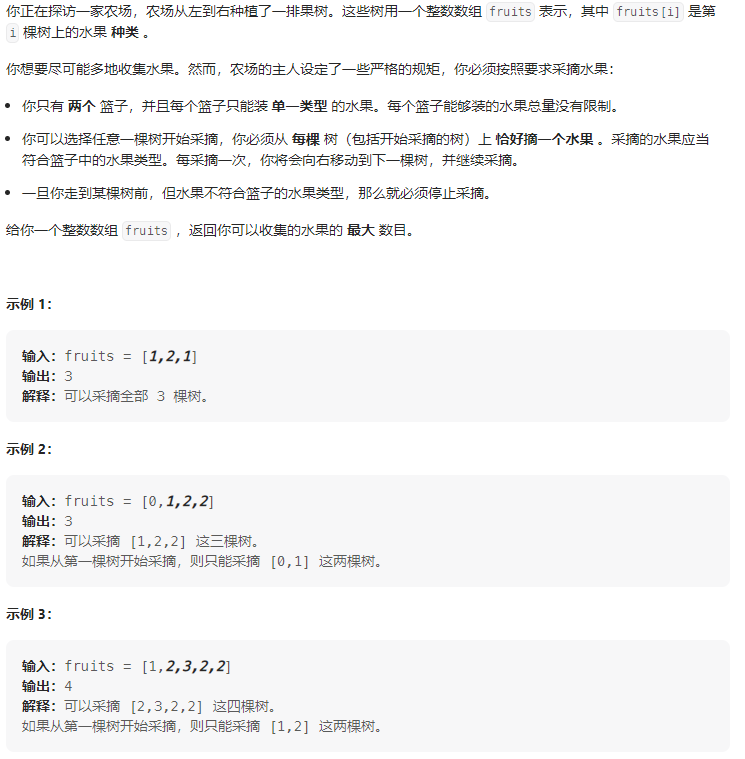 你正在探访一家农场，农场从左到右种植了一排果树。这些树用一个整数数组 fruits 表示，其中 fruits[i] 是第
i 棵树上的水果 种类 。
你想要尽可能多地收集水果。然而，农场的主人设定了一些严格的规矩，你必须按照要求采摘水果：
• 你只有 两个 篮子，并且每个篮子只能装 单一类型 的水果。每个篮子能够装的水果总量没有限制。
• 你可以选择任意一棵树开始采摘，你必须从 每棵 树（包括开始采摘的树）上 恰好摘一个水果 。采摘的水果应当
符合篮子中的水果类型。每采摘一次，你将会向右移动到下一棵树，并继续采摘。
• 一旦你走到某棵树前，但水果不符合篮子的水果类型，那么就必须停止采摘。
给你一个整数数组 fruits ，返回你可以收集的水果的 最大 数目。
示例 1：
输入：fruits = [1,2,1]
输出：3
解释：可以采摘全部 3 棵树。
示例 2：
输入：fruits = [0,1,2,2]
输出：3
解释：可以采摘 [1,2,2] 这三棵树。
如果从第一棵树开始采摘，则只能采摘 [0,1] 这两棵树。
示例 3：
输入：fruits = [1,2,3,2,2]
输出：4
解释：可以采摘 [2,3,2,2] 这四棵树。
如果从第一棵树开始采摘，则只能采摘 [1,2] 这两棵树。